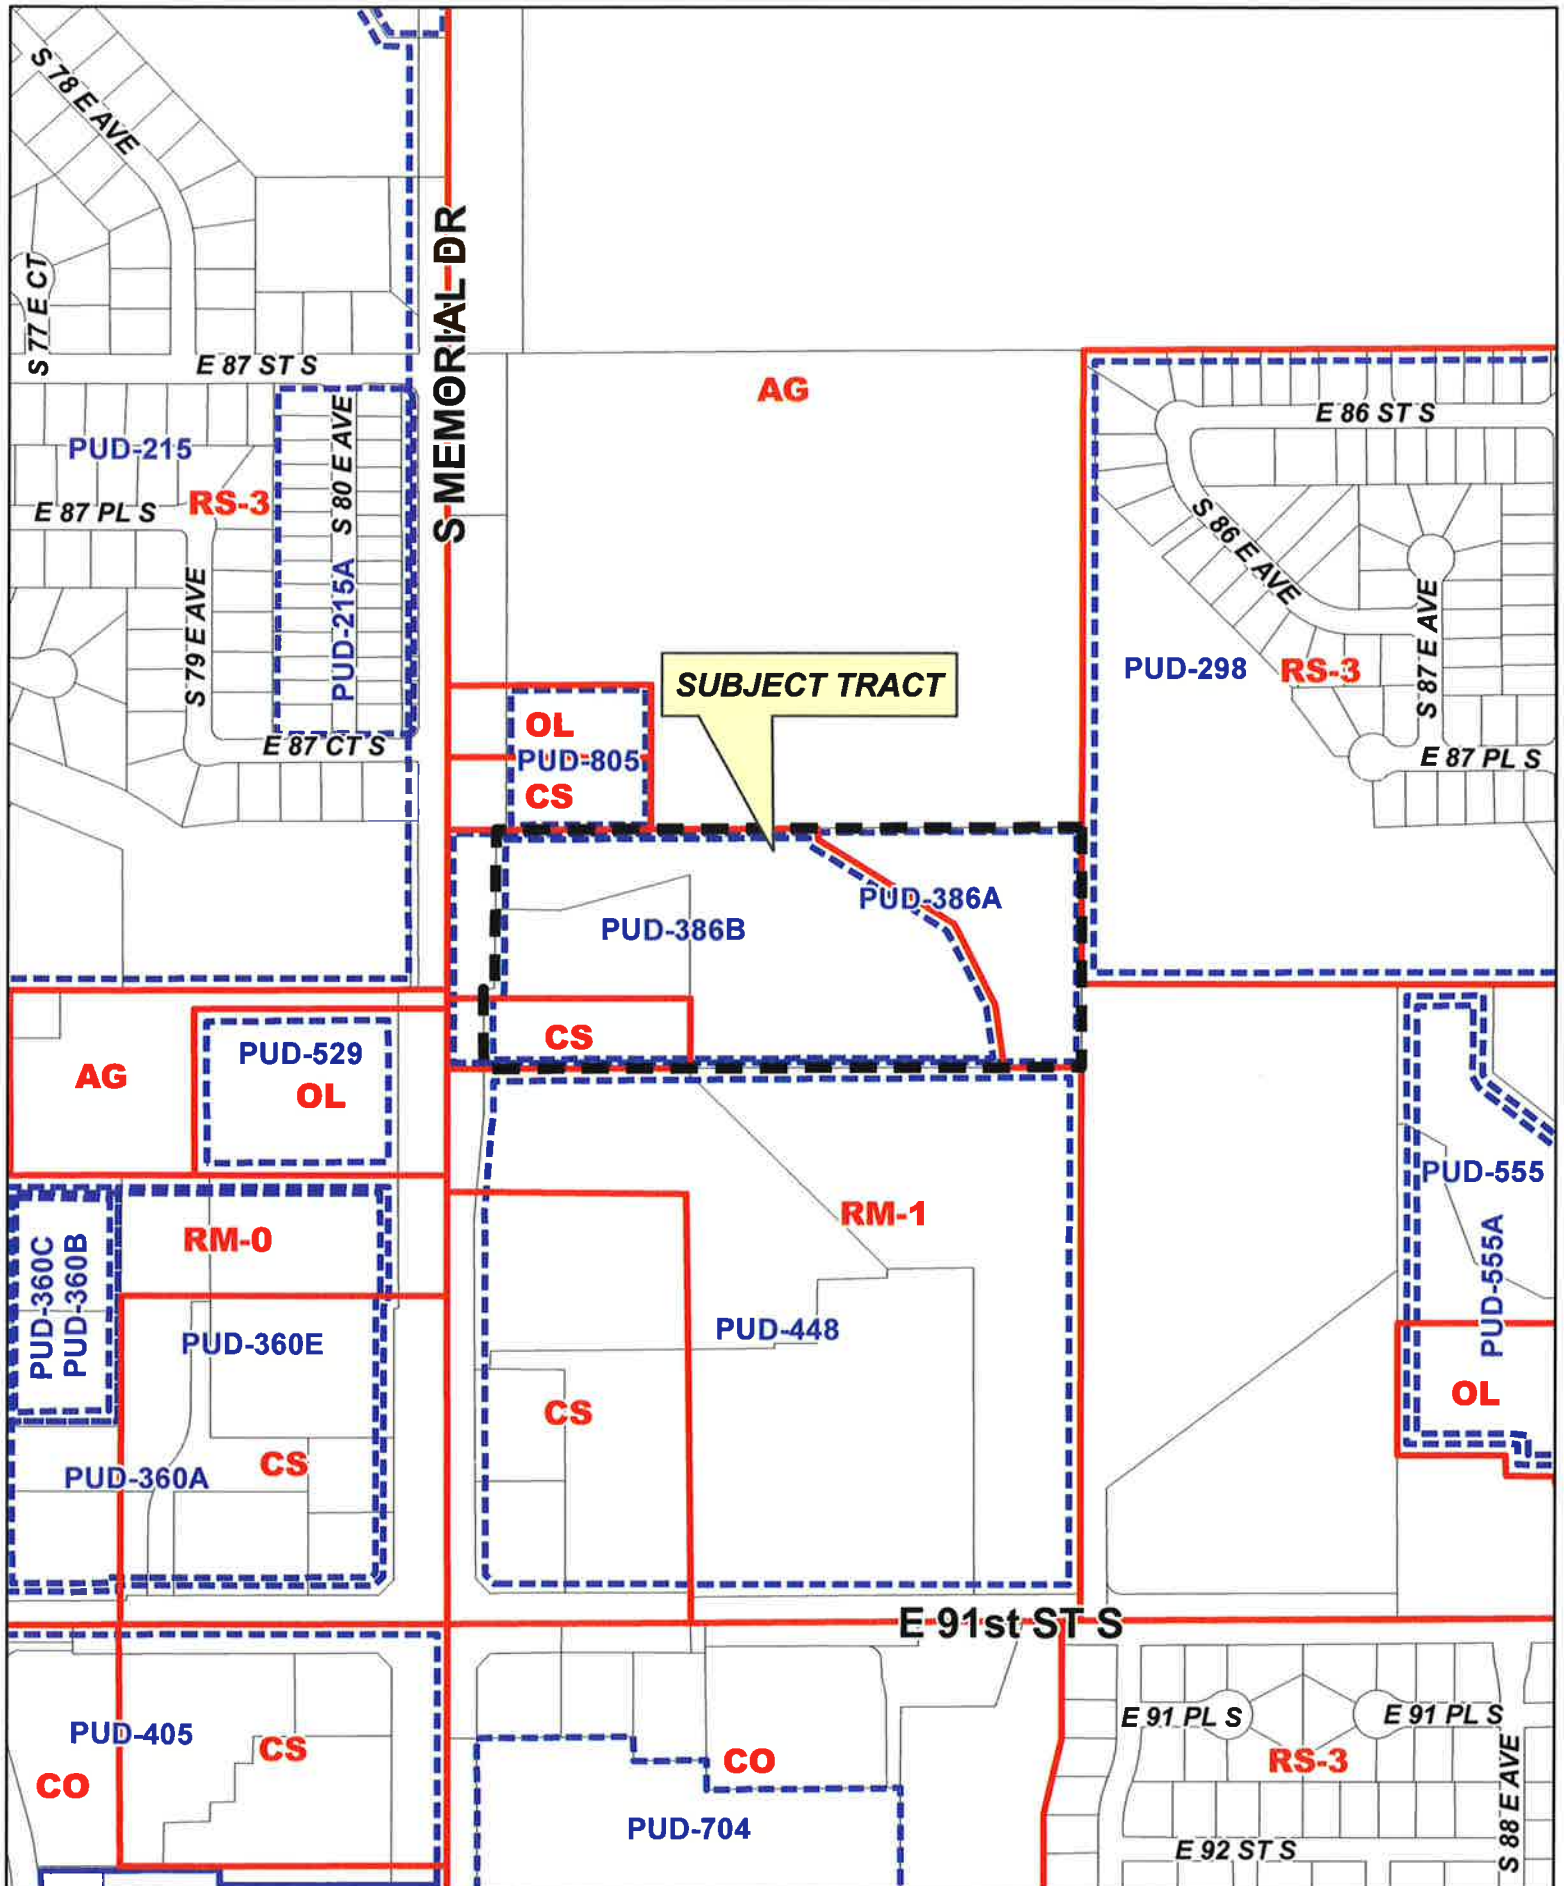 S 78 E AVE
S 77 E CT
E 87 ST S
S MEMORIAL DR
AG
E 86 ST S
PUD-215
RS-3
S 80 E AVE
E 87 PL S
S 86 E AVE
S 79 E AVE
PUD-215A
S 87 E AVE
PUD-298
RS-3
SUBJECT TRACT
OL
E 87 CT S
PUD-805
E 87 PL S
CS
PUD-386A
PUD-386B
CS
PUD-529
AG
OL
PUD-555
RM-1
RM-0
PUD-360C
PUD-360B
PUD-555A
PUD-360E
PUD-448
OL
CS
CS
PUD-360A
E 91st ST S
E 91 PL S
E 91 PL S
PUD-405
CS
CO
RS-3
CO
S 88 E AVE
PUD-704
E 92 ST S